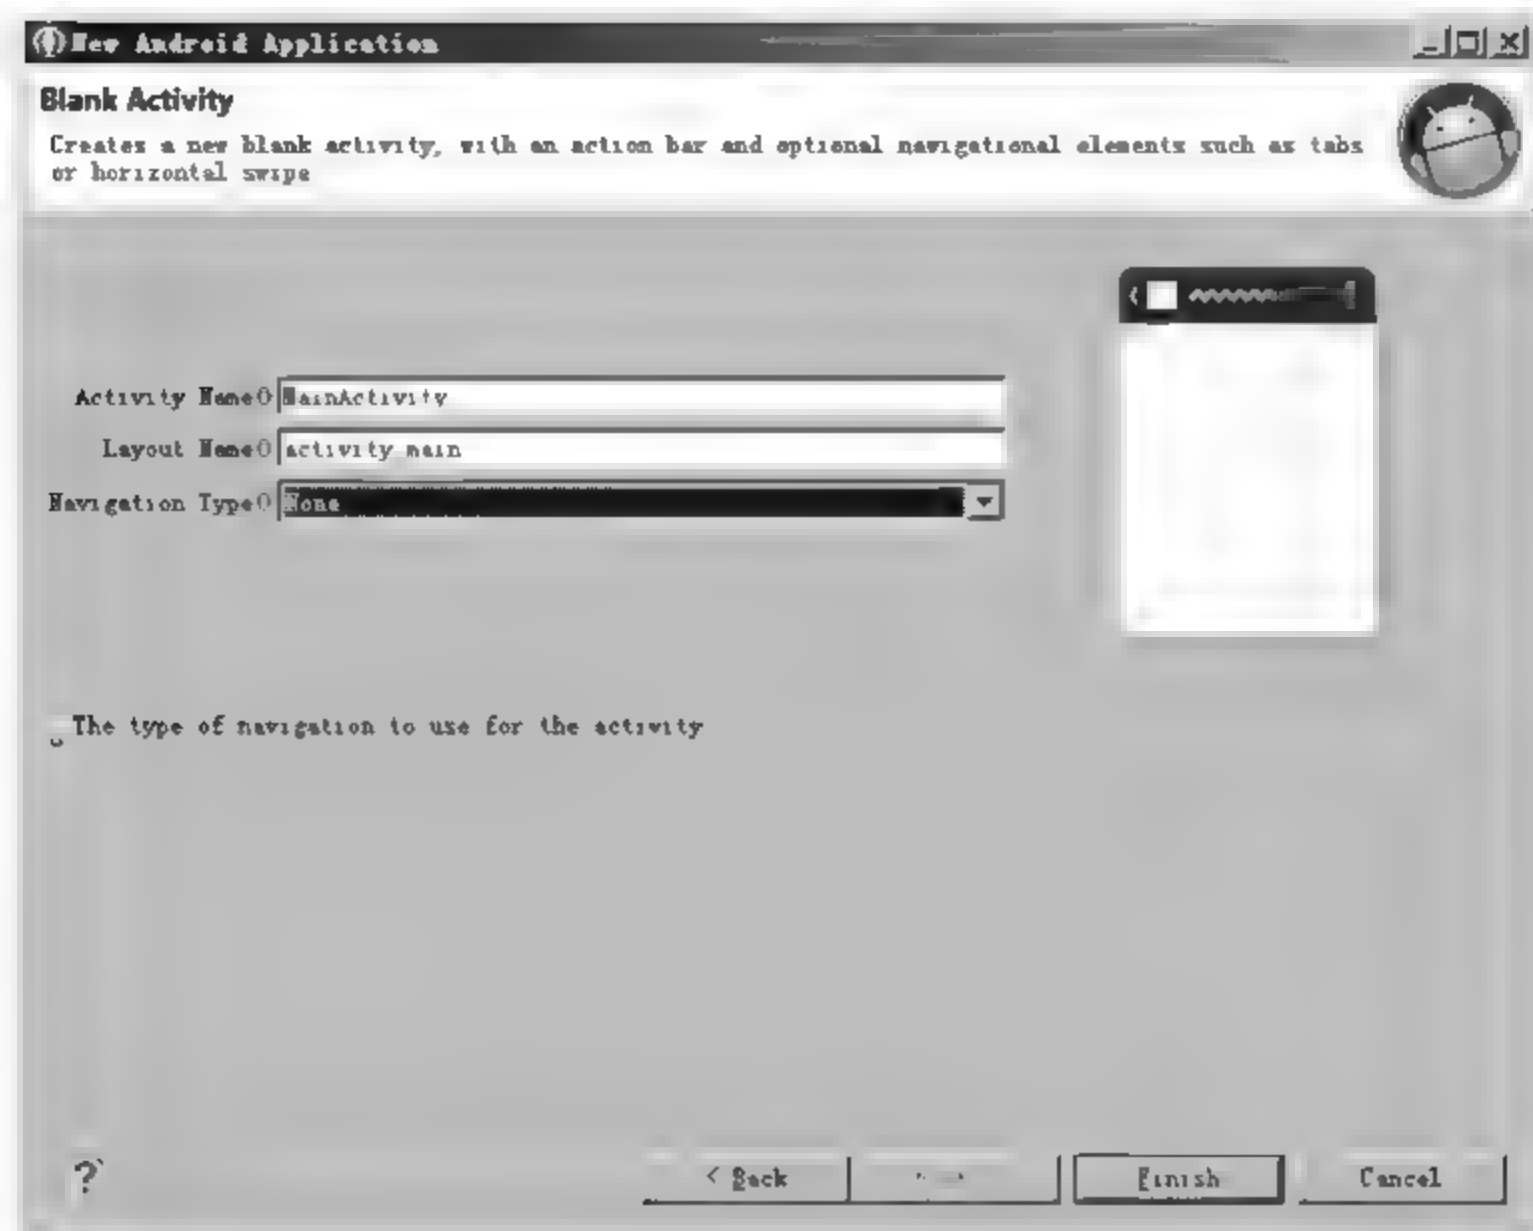 New Android Application
Blank Activity
Creates a new blank activity, with an action bar and optional navigational elements such as tabs
or horizontal swipe
Activity Name
MainActivity
Layout Name
activity_main
Navigation Type
None
The type of navigation to use for the activity
?
< Back
Finish
Cancel